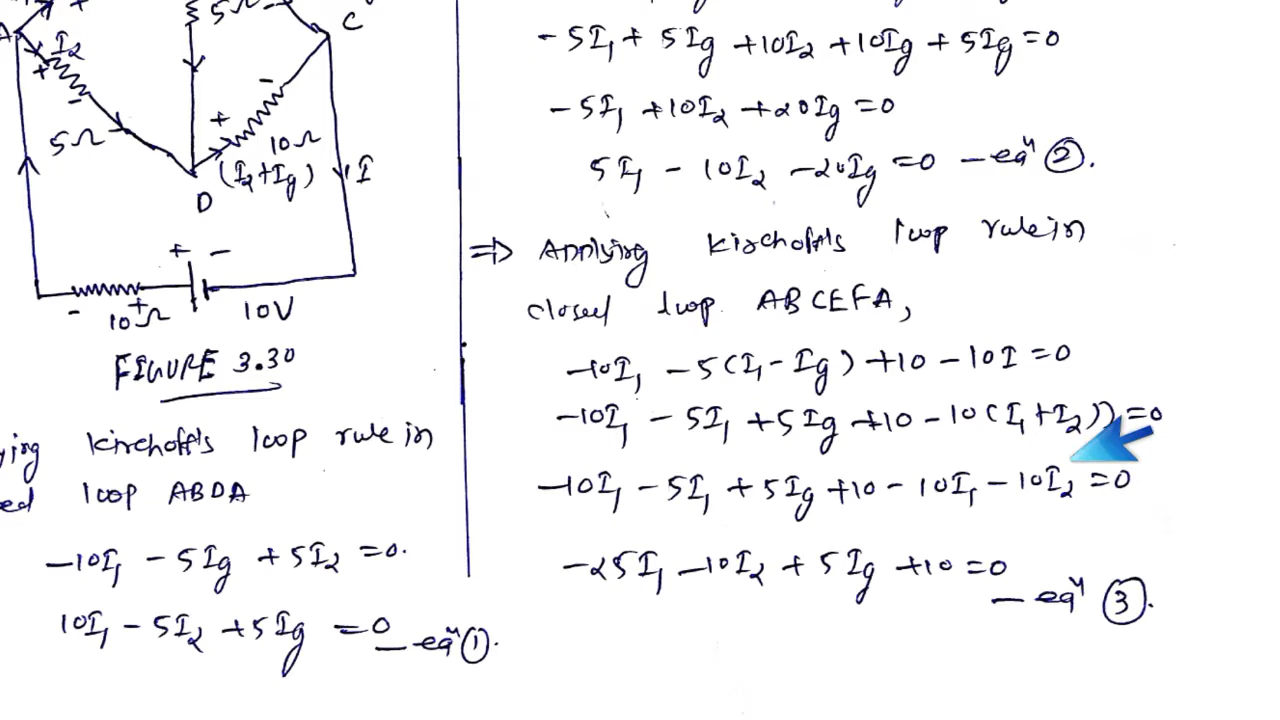 A
+
5Ω
C
I2
+
-
5Ω
+
-
10Ω
(I2+Ig)
I
D
+ -
- 10Ω +
10V
FIGURE 3.30
kirchoff's loop rule in
loop ABDA
-10I1 - 5Ig + 5I2 = 0.
10I1 - 5I2 + 5Ig = 0 - eqn ①.
-5I1 + 5Ig + 10I2 + 10Ig + 5Ig = 0
-5I1 + 10I2 + 20Ig = 0
5I1 - 10I2 - 20Ig = 0 - eqn ②.
⇒ Applying kirchoff's loop rule in
closed loop ABCEFA,
-10I1 - 5(I1 - Ig) + 10 - 10I = 0
-10I1 - 5I1 + 5Ig + 10 - 10(I1 + I2)) = 0
-10I1 - 5I1 + 5Ig + 10 - 10I1 - 10I2 = 0
-25I1 - 10I2 + 5Ig + 10 = 0
- eqn ③.